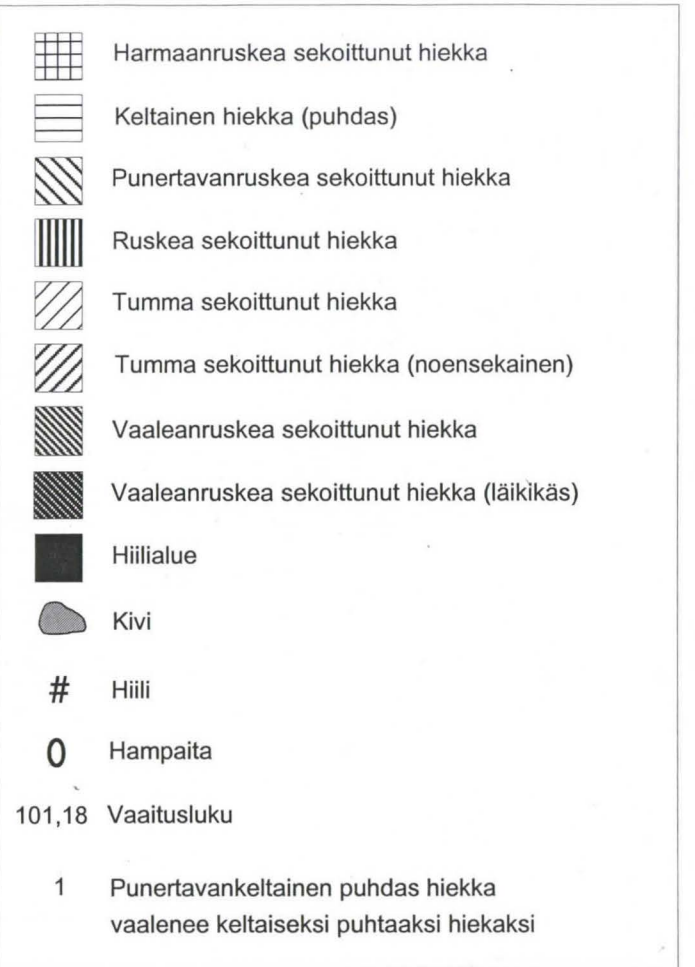 Harmaanruskea sekoittunut hiekka
Keltainen hiekka (puhdas)
Punertavanruskea sekoittunut hiekka
Ruskea sekoittunut hiekka
Tumma sekoittunut hiekka
Tumma sekoittunut hiekka (noensekainen)
Vaaleanruskea sekoittunut hiekka
Vaaleanruskea sekoittunut hiekka (läikikäs)
Hiilialue
Kivi
# Hiili
0 Hampaita
101,18 Vaaitusluku
1 Punertavankeltainen puhdas hiekka
vaalenee keltaiseksi puhtaaksi hiekaksi